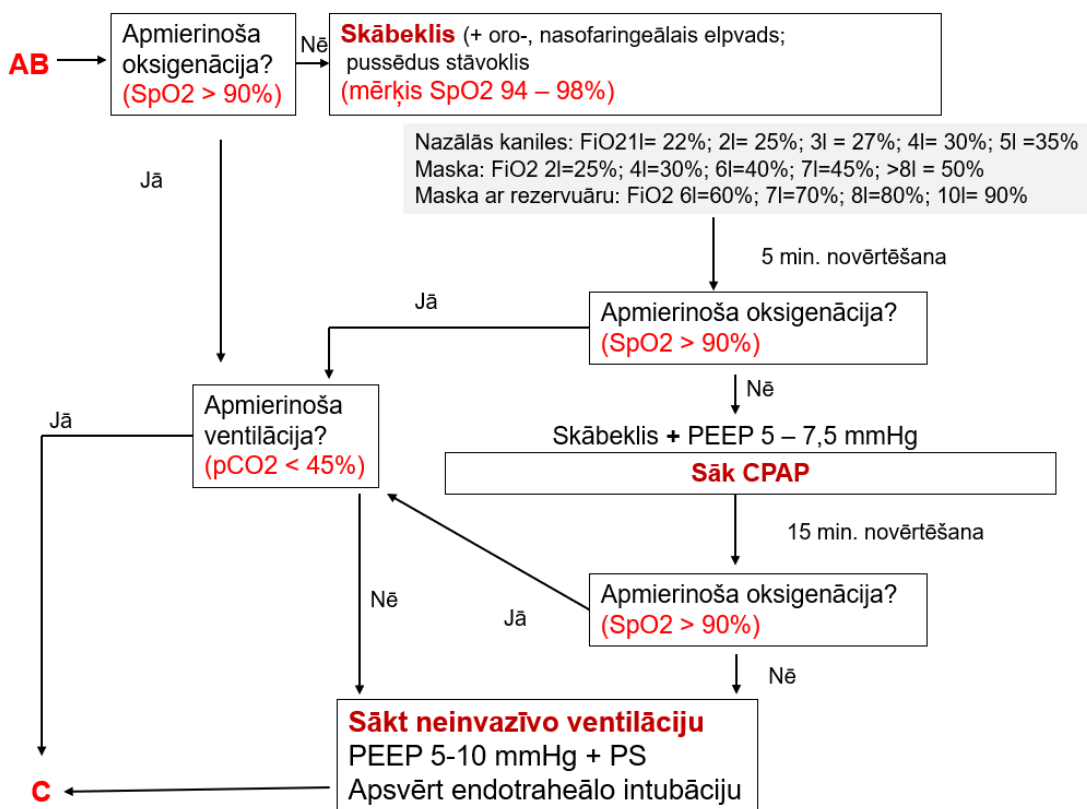 AB
Apmierinoša
oksigenācija?
(SpO2 > 90%)
Nē
Skābeklis (+ oro-, nasofaringeālais elpvads;
pussēdus stāvoklis
(mērķis SpO2 94 – 98%)
Nazālās kaniles: FiO21l= 22%; 2l= 25%; 3l = 27%; 4l= 30%; 5l =35%
Maska: FiO2 2l=25%; 4l=30%; 6l=40%; 7l=45%; >8l = 50%
Maska ar rezervuāru: FiO2 6l=60%; 7l=70%; 8l=80%; 10l= 90%
Jā
5 min. novērtēšana
Jā
Apmierinoša oksigenācija?
(SpO2 > 90%)
Nē
Jā
Apmierinoša
ventilācija?
(pCO2 < 45%)
Skābeklis + PEEP 5 – 7,5 mmHg
Sāk CPAP
15 min. novērtēšana
Nē
Jā
Apmierinoša oksigenācija?
(SpO2 > 90%)
Nē
Sākt neinvazīvo ventilāciju
PEEP 5-10 mmHg + PS
Apsvērt endotraheālo intubāciju
C